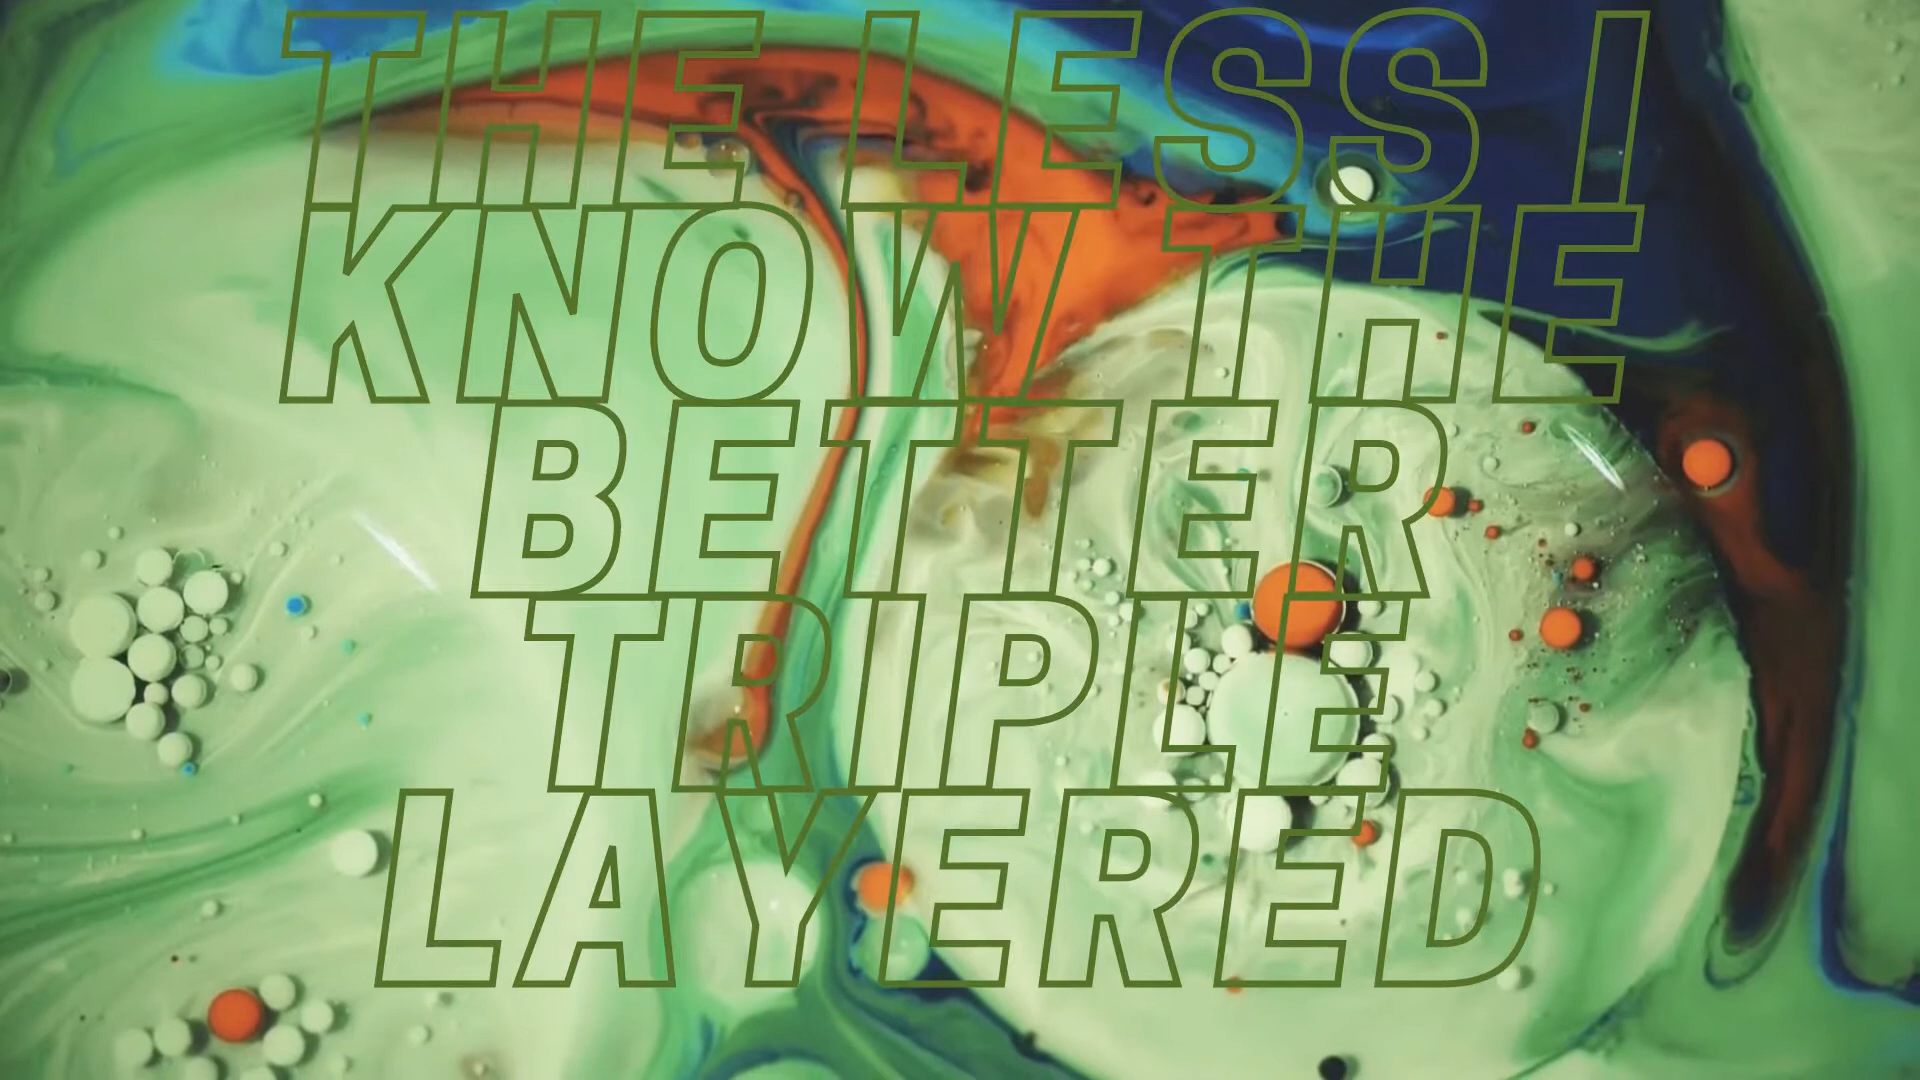 THE LESS I
KNOW THE
BETTER
TRIPLE
LAYERED